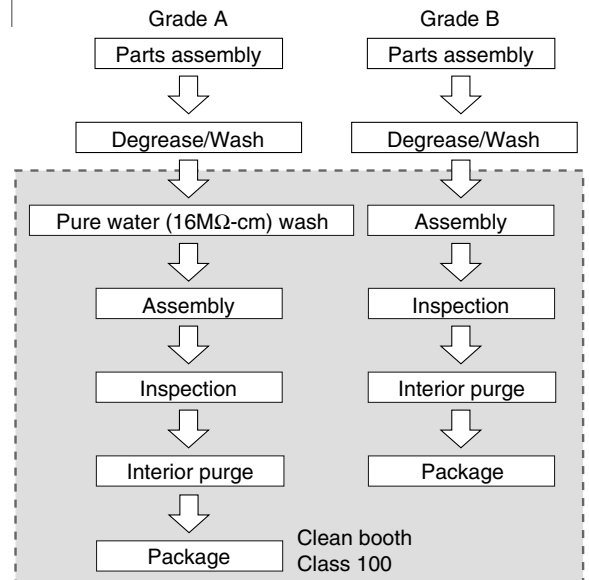 Grade A
Parts assembly
Degrease/Wash
Pure water (16MΩ-cm) wash
Assembly
Inspection
Interior purge
Package
Grade B
Parts assembly
Degrease/Wash
Assembly
Inspection
Interior purge
Package
Clean booth
Class 100